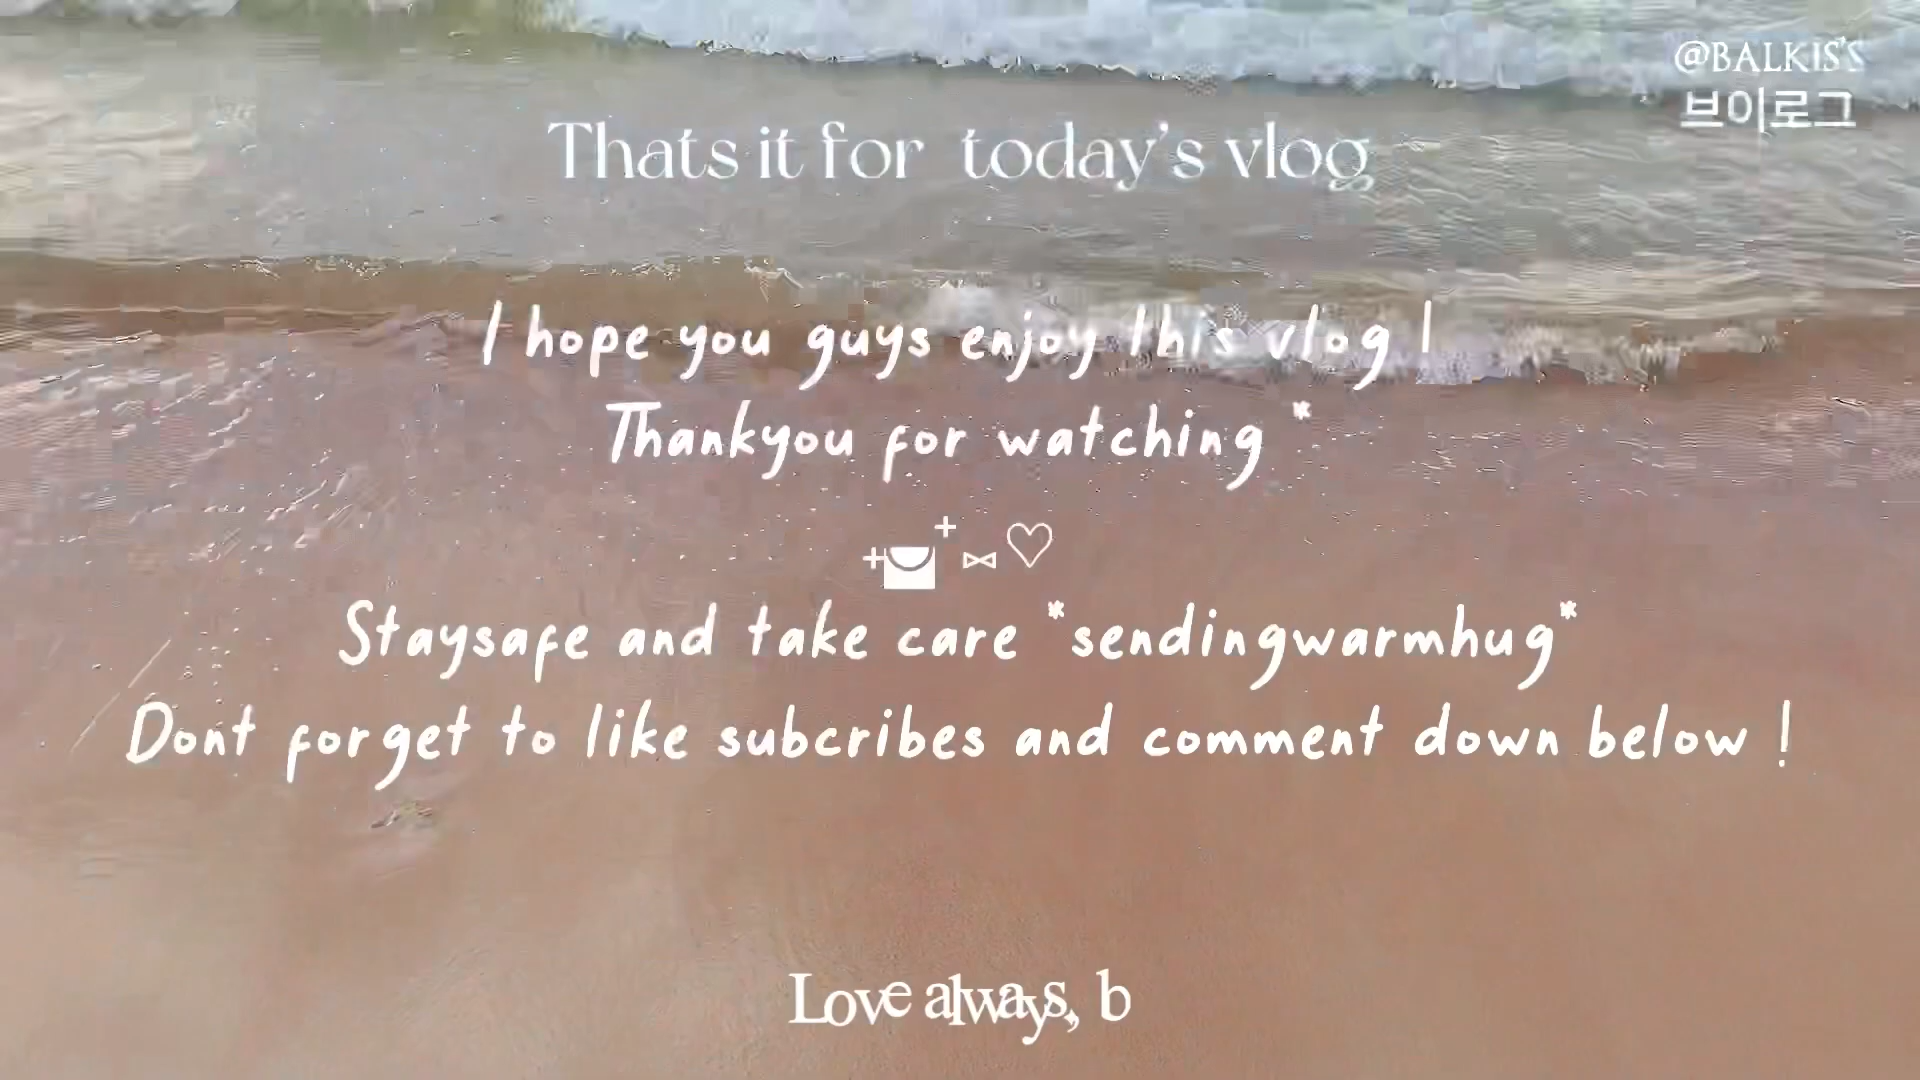 @BALKIS'S
브이로그
Thats it for today's vlog
I hope you guys enjoy this vlog !
Thankyou for watching *
Staysafe and take care *sendingwarmhug*
Dont forget to like subcribes and comment down below !
Love always, b